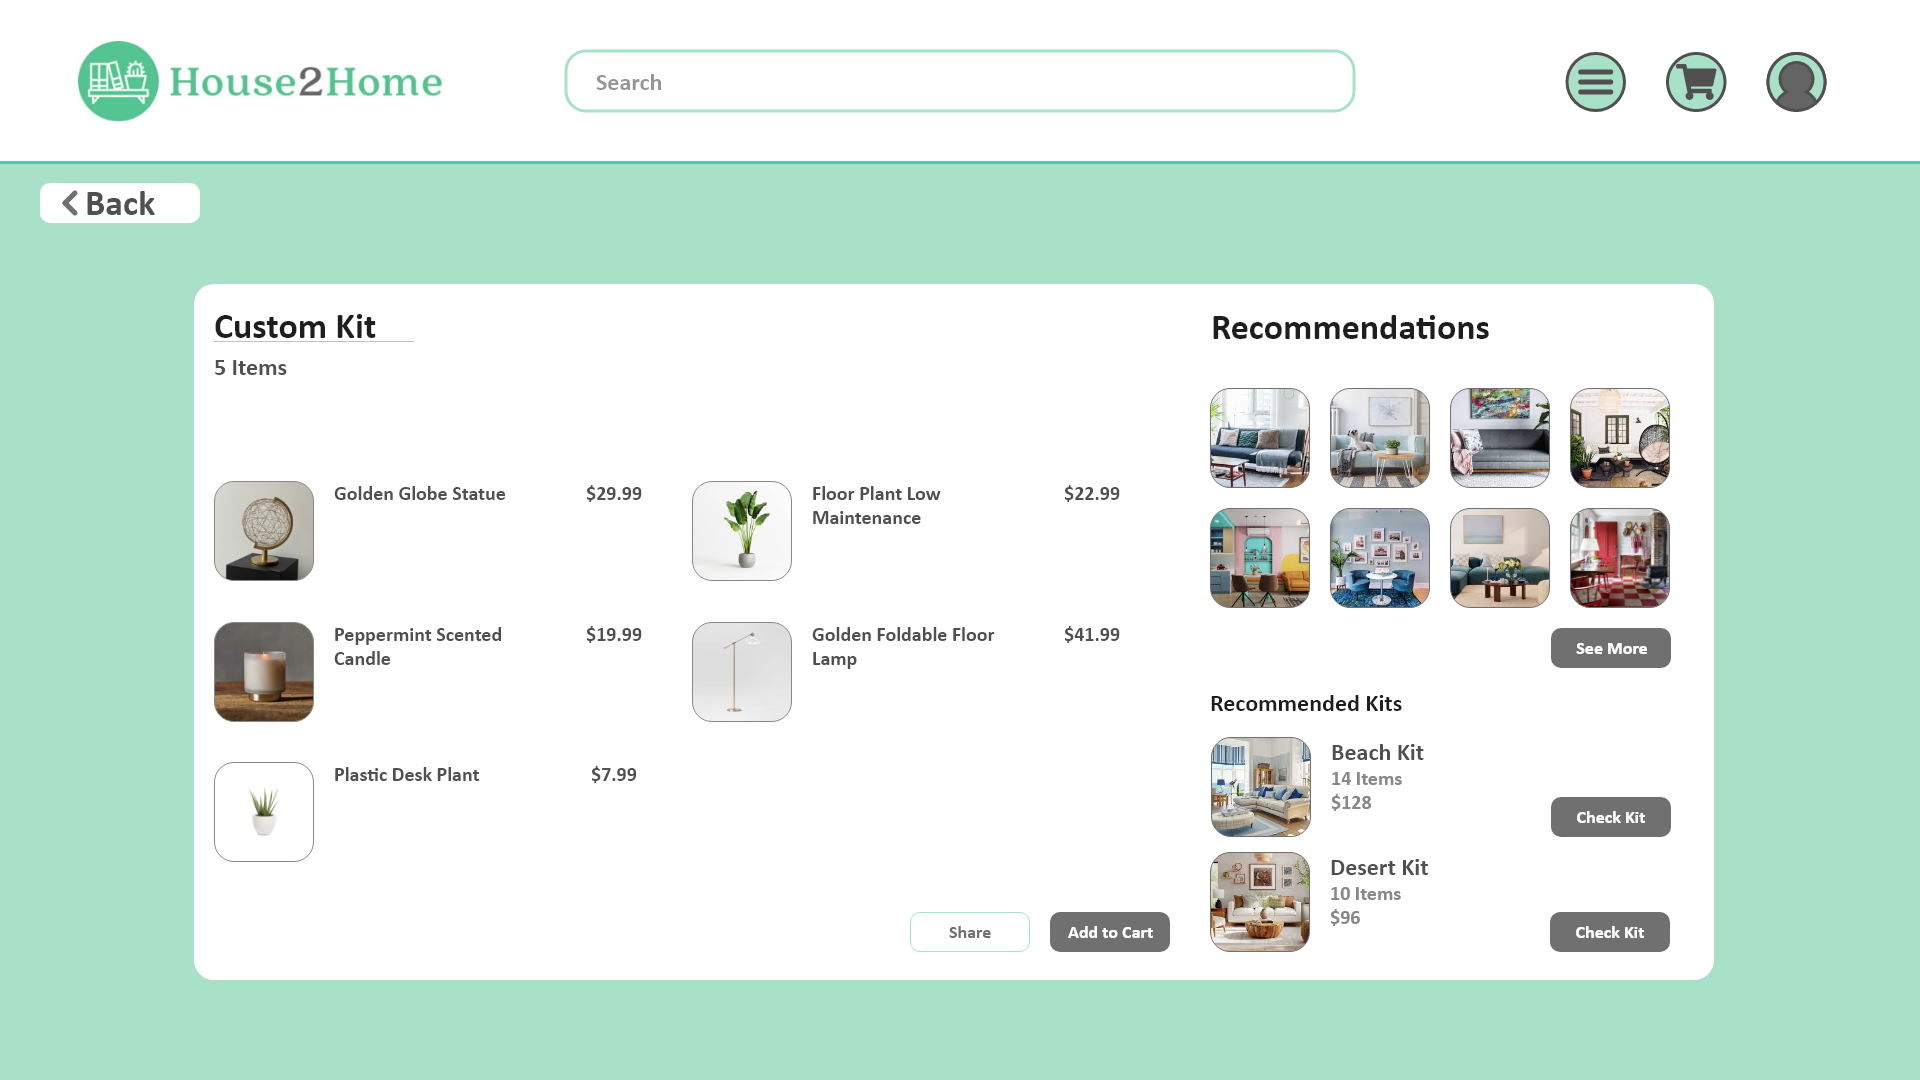 House2Home
Search
Back
Custom Kit
5 Items
Golden Globe Statue
$29.99
Floor Plant Low
Maintenance
$22.99
Peppermint Scented
Candle
$19.99
Golden Foldable Floor
Lamp
$41.99
Plastic Desk Plant
$7.99
Share
Add to Cart
Recommendations
See More
Recommended Kits
Beach Kit
14 Items
$128
Check Kit
Desert Kit
10 Items
$96
Check Kit